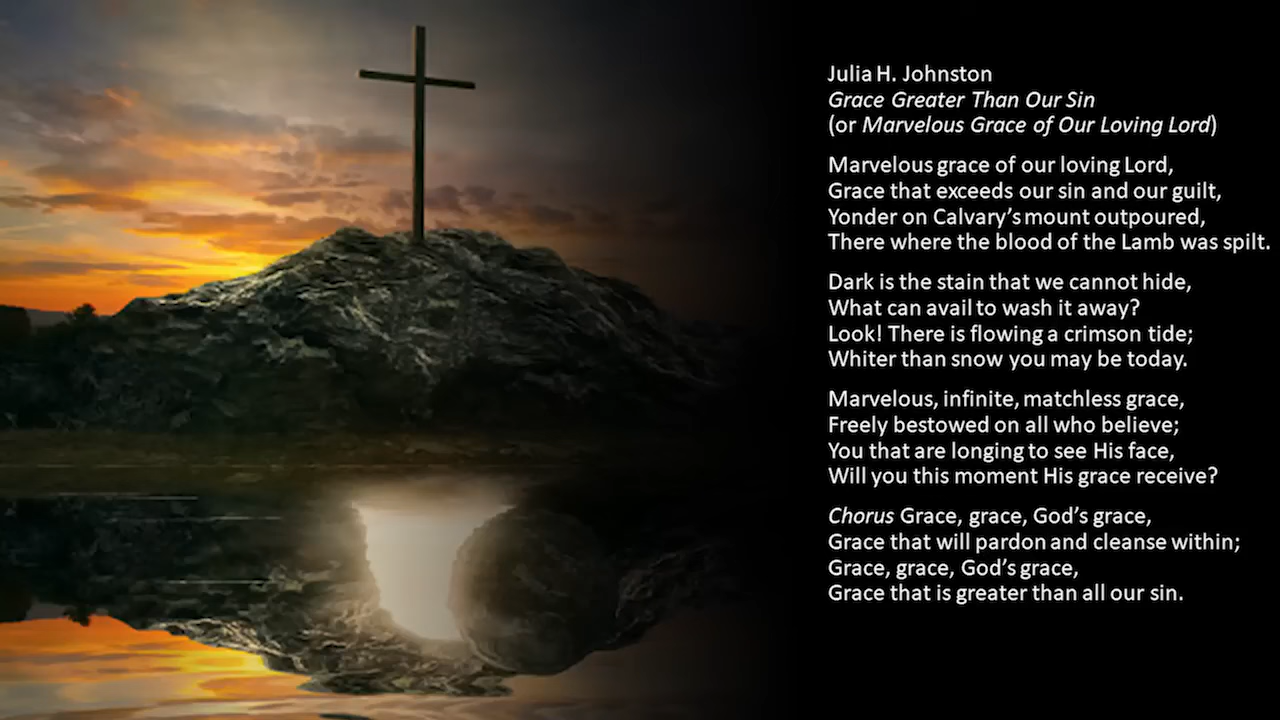 Julia H. Johnston
Grace Greater Than Our Sin
(or Marvelous Grace of Our Loving Lord)
Marvelous grace of our loving Lord,
Grace that exceeds our sin and our guilt,
Yonder on Calvary’s mount outpoured,
There where the blood of the Lamb was spilt.
Dark is the stain that we cannot hide,
What can avail to wash it away?
Look! There is flowing a crimson tide;
Whiter than snow you may be today.
Marvelous, infinite, matchless grace,
Freely bestowed on all who believe;
You that are longing to see His face,
Will you this moment His grace receive?
Chorus Grace, grace, God’s grace,
Grace that will pardon and cleanse within;
Grace, grace, God’s grace,
Grace that is greater than all our sin.